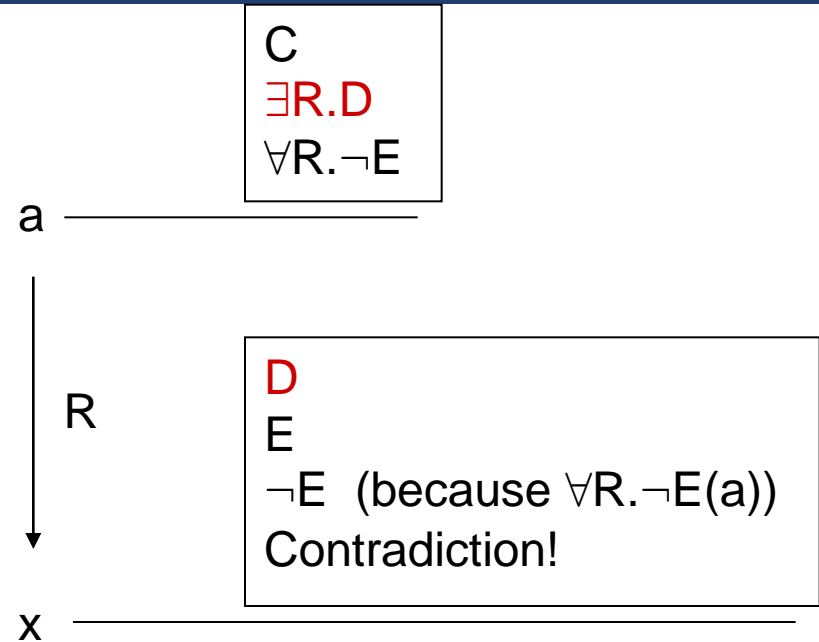 C
∃R.D
∀R.¬E
a
R
D
E
¬E (because ∀R.¬E(a))
Contradiction!
x